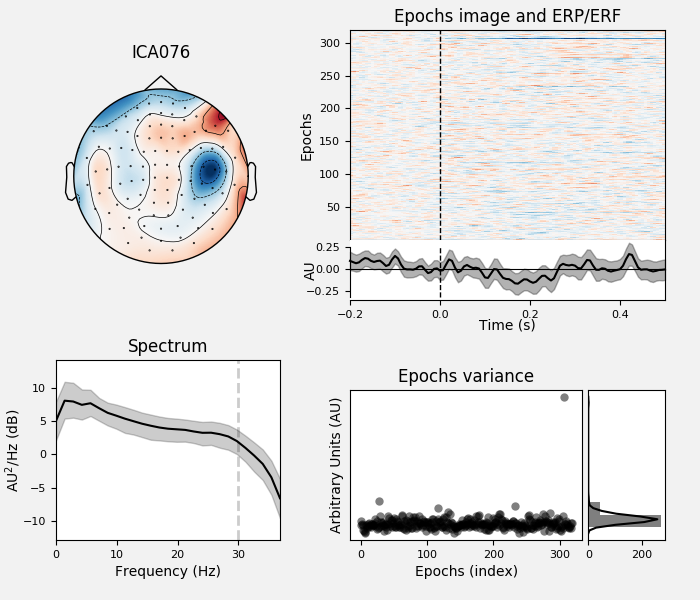 ICA076
Epochs image and ERP/ERF
Epochs
300
250
200
150
100
50
AU
0.25
0.00
−0.25
−0.2
0.0
0.2
0.4
Time (s)
Spectrum
AU²/Hz (dB)
10
5
0
−5
−10
0
10
20
30
Frequency (Hz)
Epochs variance
Arbitrary Units (AU)
0
100
200
300
Epochs (index)
0
200